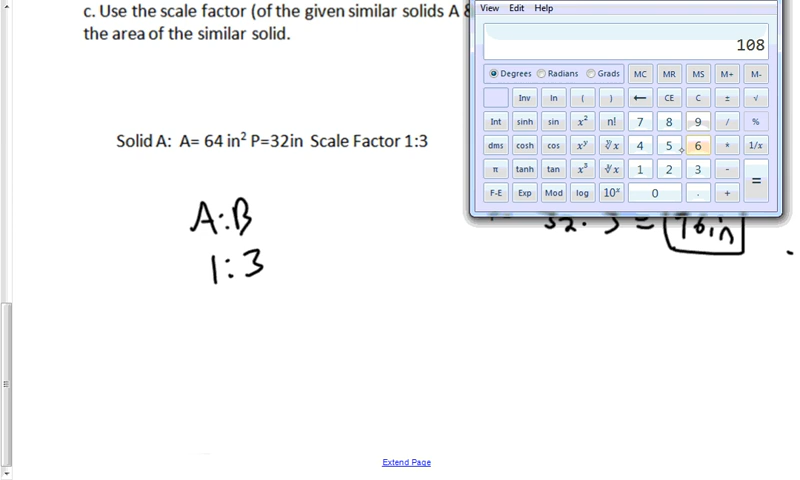 c. Use the scale factor (of the given similar solids A &
the area of the similar solid.
View Edit Help
108
Degrees Radians Grads MC MR MS M+ M-
Inv ln ( ) ← CE C ± √
Int sinh sin x² n! 7 8 9 / %
dms cosh cos xʸ ʸ√x 4 5 6 * 1/x
π tanh tan x³ ³√x 1 2 3 - =
F-E Exp Mod log 10ˣ 0 . +
Solid A: A= 64 in² P=32in Scale Factor 1:3
32 · 3 = 96in
A:B
1:3
Extend Page